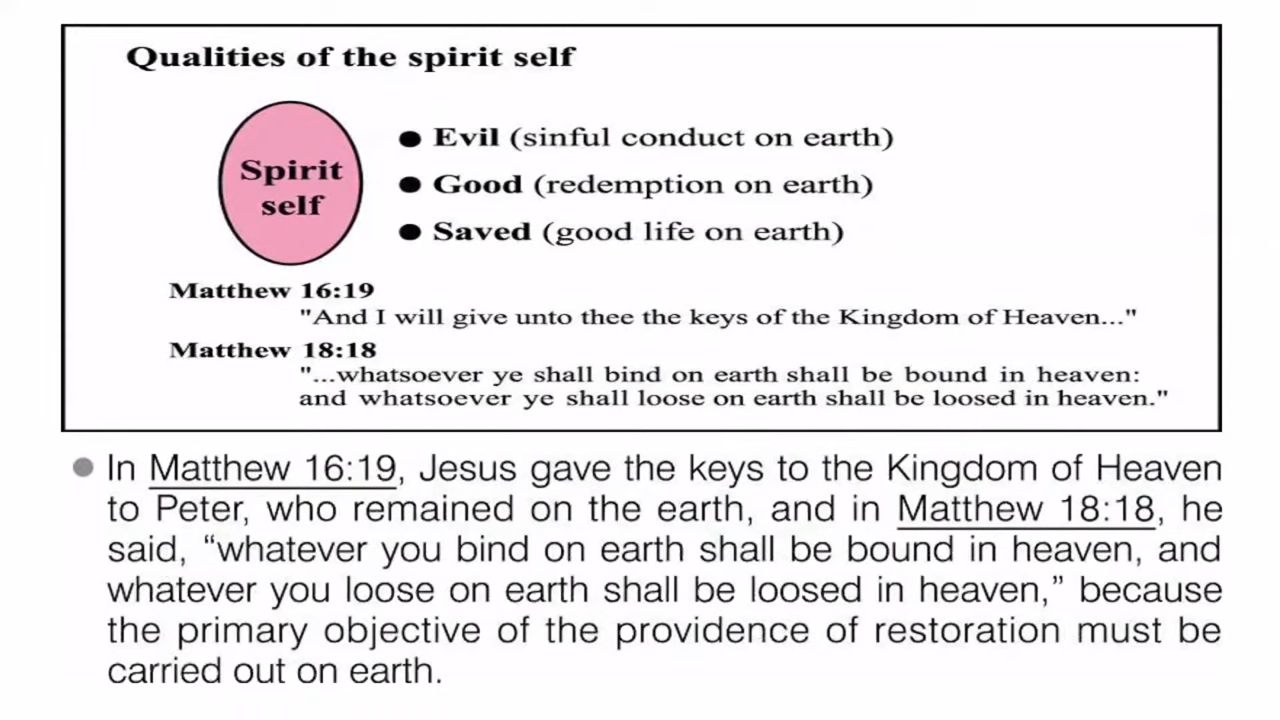 Qualities of the spirit self
Spirit
self
● Evil (sinful conduct on earth)
● Good (redemption on earth)
● Saved (good life on earth)
Matthew 16:19
"And I will give unto thee the keys of the Kingdom of Heaven..."
Matthew 18:18
"...whatsoever ye shall bind on earth shall be bound in heaven:
and whatsoever ye shall loose on earth shall be loosed in heaven."
● In Matthew 16:19, Jesus gave the keys to the Kingdom of Heaven
to Peter, who remained on the earth, and in Matthew 18:18, he
said, “whatever you bind on earth shall be bound in heaven, and
whatever you loose on earth shall be loosed in heaven,” because
the primary objective of the providence of restoration must be
carried out on earth.